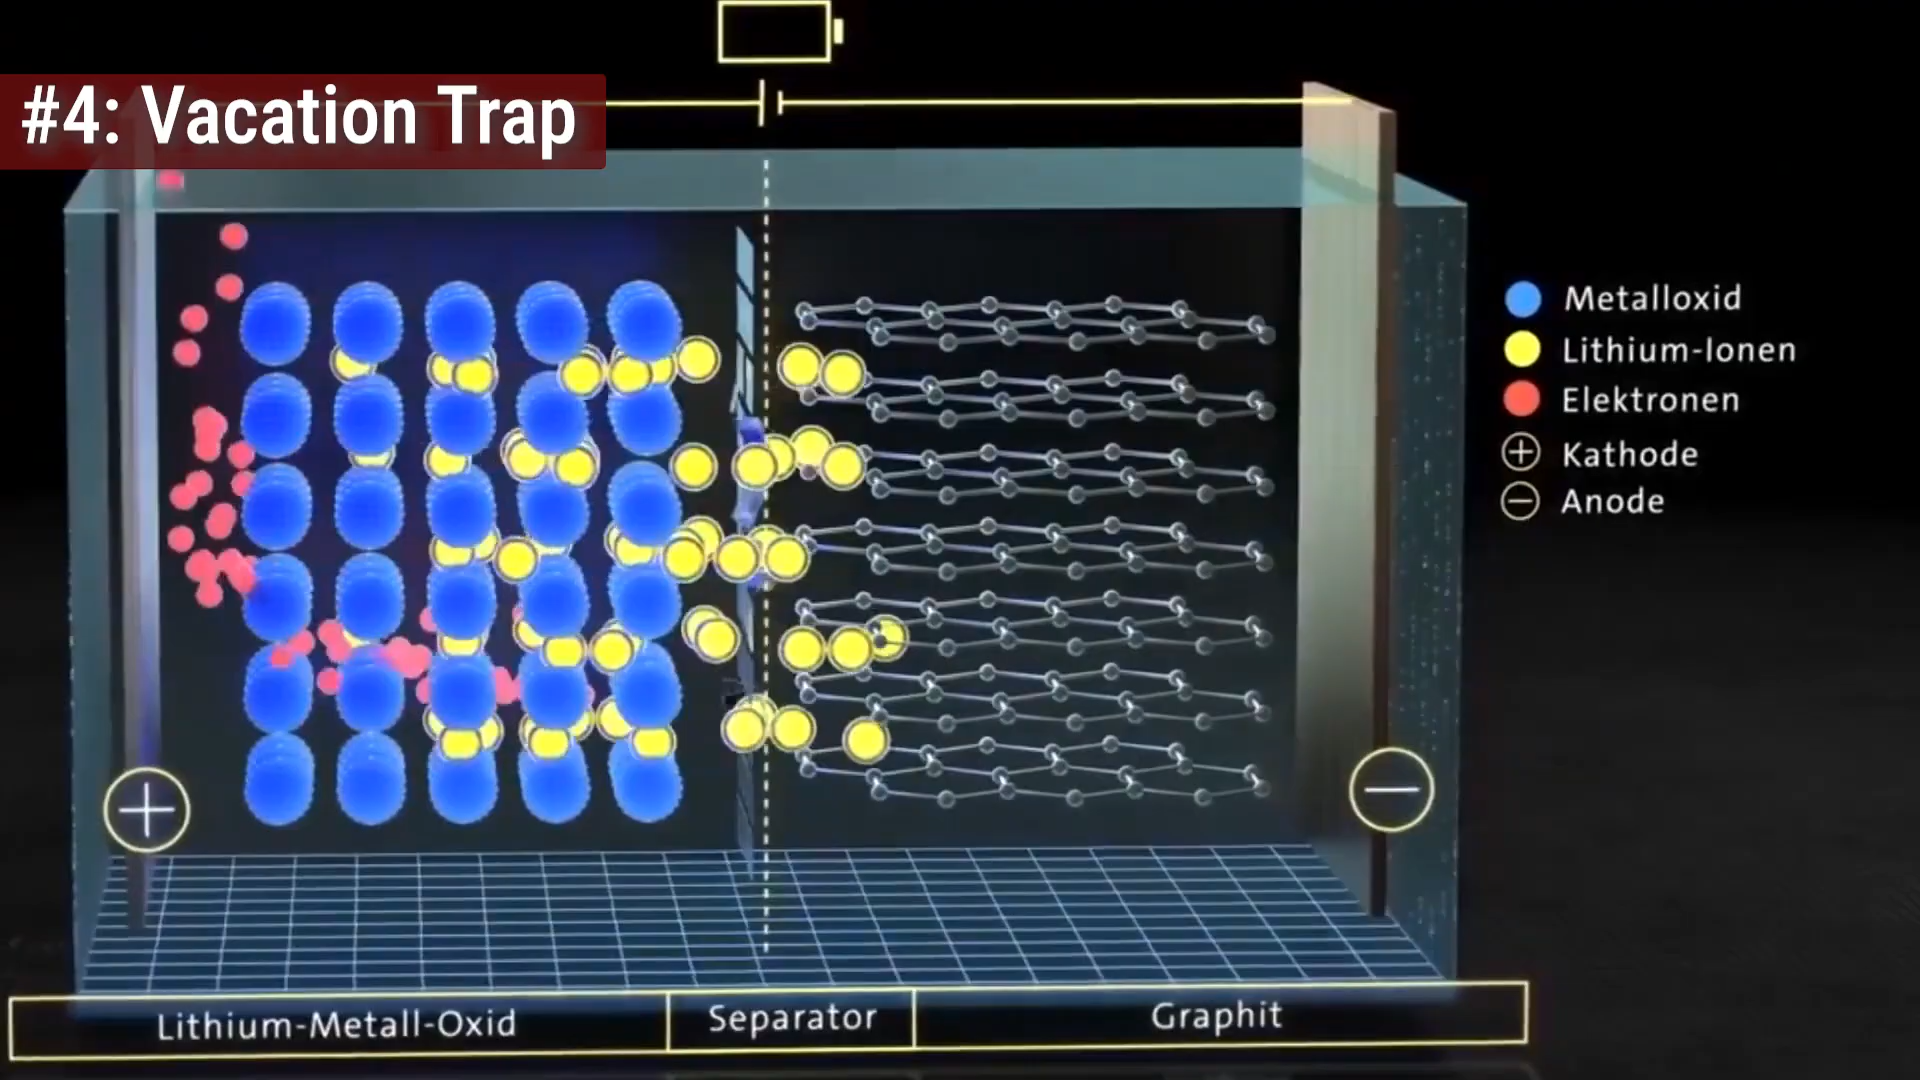 #4: Vacation Trap
Metalloxid
Lithium-Ionen
Elektronen
Kathode
Anode
Lithium-Metall-Oxid
Separator
Graphit